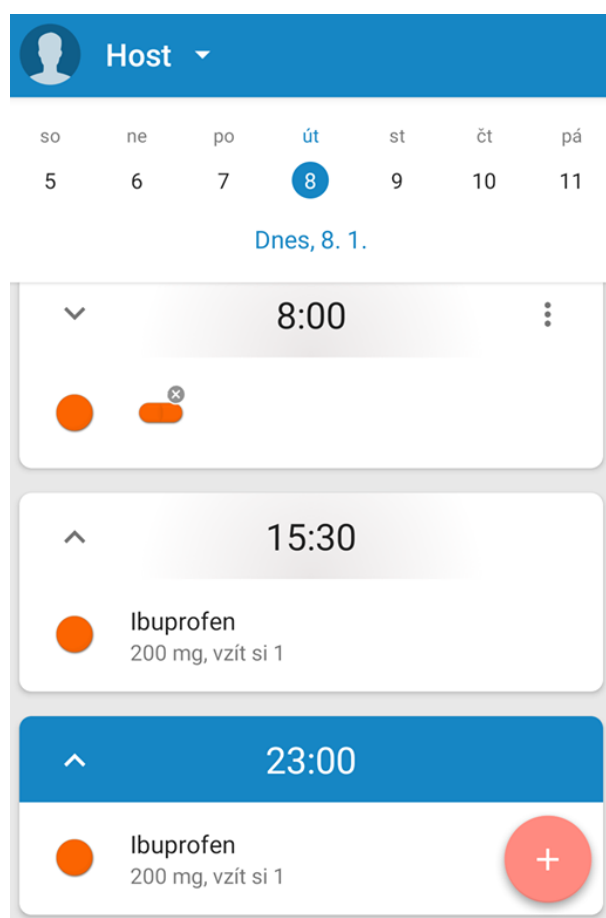 Host
so ne po út st čt pá
5 6 7 8 9 10 11
Dnes, 8. 1.
8:00
15:30
Ibuprofen
200 mg, vzít si 1
23:00
Ibuprofen
200 mg, vzít si 1